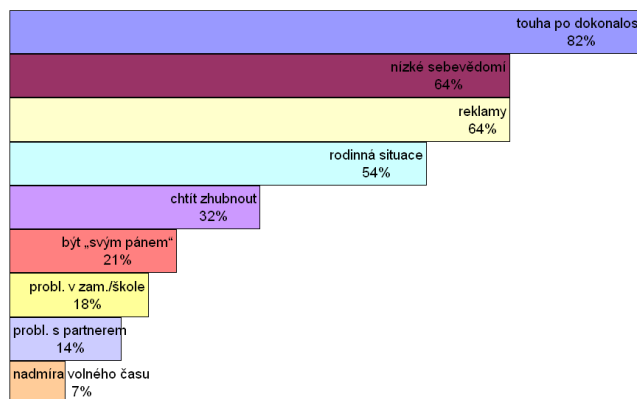 touha po dokonalos
82%
nízké sebevědomí
64%
reklamy
64%
rodinná situace
54%
chtít zhubnout
32%
být „svým pánem“
21%
probl. v zam./škole
18%
probl. s partnerem
14%
nadmíra volného času
7%